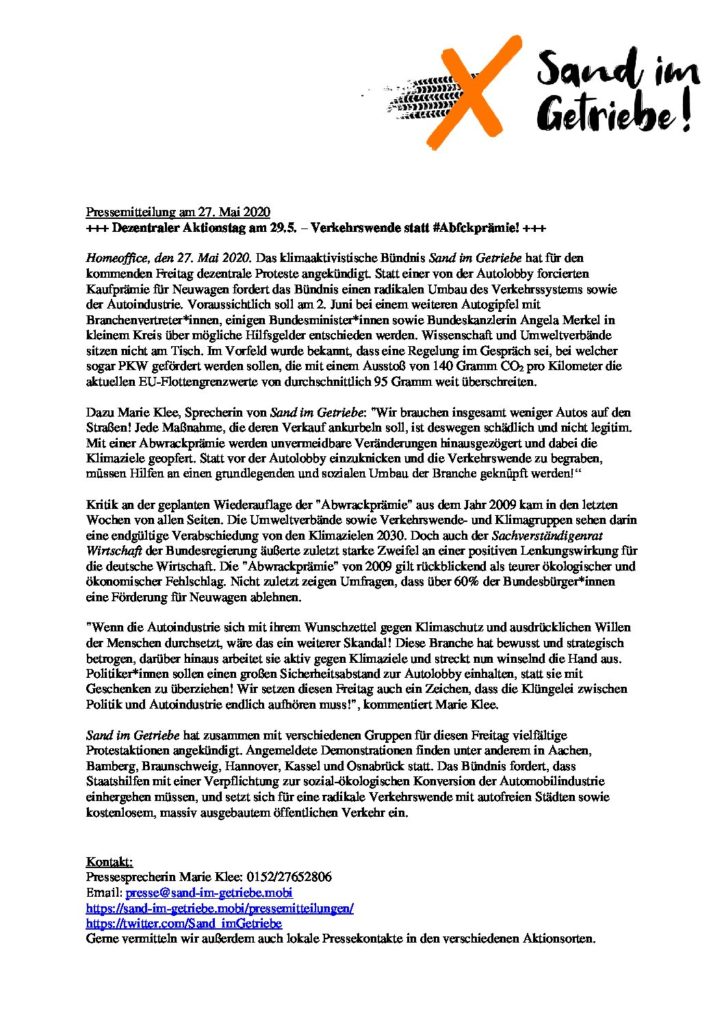 Sand im
Getriebe!
Pressemitteilung am 27. Mai 2020
+++ Dezentraler Aktionstag am 29.5. – Verkehrswende statt #Abfckprämie! +++
Homeoffice, den 27. Mai 2020. Das klimaaktivistische Bündnis Sand im Getriebe hat für den
kommenden Freitag dezentrale Proteste angekündigt. Statt einer von der Autolobby forcierten
Kaufprämie für Neuwagen fordert das Bündnis einen radikalen Umbau des Verkehrssystems sowie
der Autoindustrie. Voraussichtlich soll am 2. Juni bei einem weiteren Autogipfel mit
Branchenvertreter*innen, einigen Bundesminister*innen sowie Bundeskanzlerin Angela Merkel in
kleinem Kreis über mögliche Hilfsgelder entschieden werden. Wissenschaft und Umweltverbände
sitzen nicht am Tisch. Im Vorfeld wurde bekannt, dass eine Regelung im Gespräch sei, bei welcher
sogar PKW gefördert werden sollen, die mit einem Ausstoß von 140 Gramm CO₂ pro Kilometer die
aktuellen EU-Flottengrenzwerte von durchschnittlich 95 Gramm weit überschreiten.
Dazu Marie Klee, Sprecherin von Sand im Getriebe: "Wir brauchen insgesamt weniger Autos auf den
Straßen! Jede Maßnahme, die deren Verkauf ankurbeln soll, ist deswegen schädlich und nicht legitim.
Mit einer Abwrackprämie werden unvermeidbare Veränderungen hinausgezögert und dabei die
Klimaziele geopfert. Statt vor der Autolobby einzuknicken und die Verkehrswende zu begraben,
müssen Hilfen an einen grundlegenden und sozialen Umbau der Branche geknüpft werden!“
Kritik an der geplanten Wiederauflage der "Abwrackprämie" aus dem Jahr 2009 kam in den letzten
Wochen von allen Seiten. Die Umweltverbände sowie Verkehrswende- und Klimagruppen sehen darin
eine endgültige Verabschiedung von den Klimazielen 2030. Doch auch der Sachverständigenrat
Wirtschaft der Bundesregierung äußerte zuletzt starke Zweifel an einer positiven Lenkungswirkung für
die deutsche Wirtschaft. Die "Abwrackprämie" von 2009 gilt rückblickend als teurer ökologischer und
ökonomischer Fehlschlag. Nicht zuletzt zeigen Umfragen, dass über 60% der Bundesbürger*innen
eine Förderung für Neuwagen ablehnen.
"Wenn die Autoindustrie sich mit ihrem Wunschzettel gegen Klimaschutz und ausdrücklichen Willen
der Menschen durchsetzt, wäre das ein weiterer Skandal! Diese Branche hat bewusst und strategisch
betrogen, darüber hinaus arbeitet sie aktiv gegen Klimaziele und streckt nun winselnd die Hand aus.
Politiker*innen sollen einen großen Sicherheitsabstand zur Autolobby einhalten, statt sie mit
Geschenken zu überziehen! Wir setzen diesen Freitag auch ein Zeichen, dass die Klüngelei zwischen
Politik und Autoindustrie endlich aufhören muss!", kommentiert Marie Klee.
Sand im Getriebe hat zusammen mit verschiedenen Gruppen für diesen Freitag vielfältige
Protestaktionen angekündigt. Angemeldete Demonstrationen finden unter anderem in Aachen,
Bamberg, Braunschweig, Hannover, Kassel und Osnabrück statt. Das Bündnis fordert, dass
Staatshilfen mit einer Verpflichtung zur sozial-ökologischen Konversion der Automobilindustrie
einhergehen müssen, und setzt sich für eine radikale Verkehrswende mit autofreien Städten sowie
kostenlosem, massiv ausgebautem öffentlichen Verkehr ein.
Kontakt:
Pressesprecherin Marie Klee: 0152/27652806
Email: presse@sand-im-getriebe.mobi
https://sand-im-getriebe.mobi/pressemitteilungen/
https://twitter.com/Sand_imGetriebe
Gerne vermitteln wir außerdem auch lokale Pressekontakte in den verschiedenen Aktionsorten.